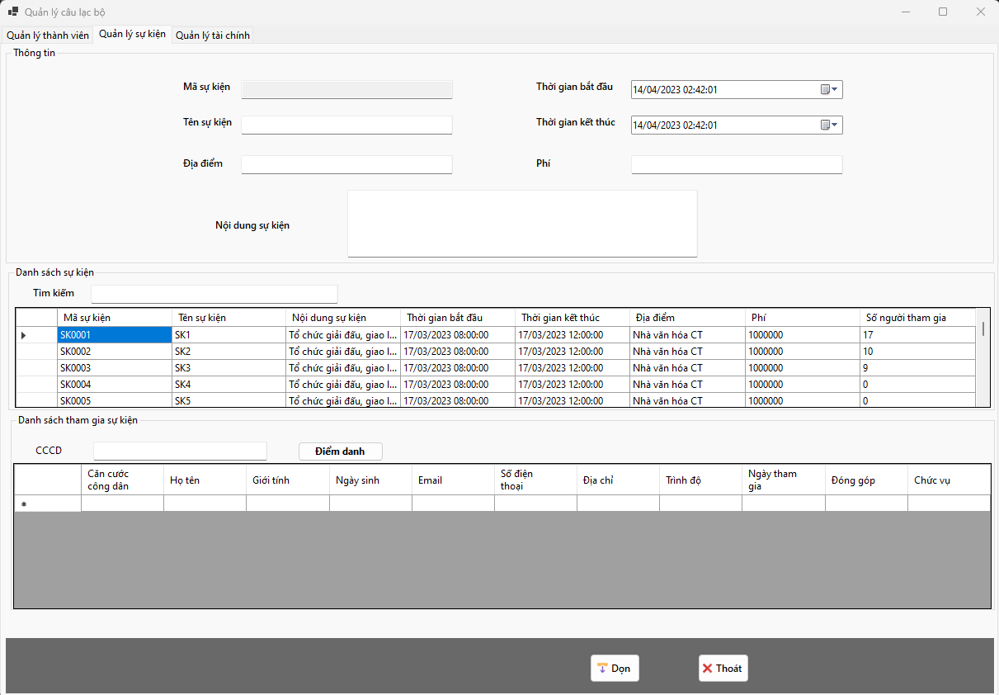 Quản lý câu lạc bộ
Quản lý thành viên Quản lý sự kiện Quản lý tài chính
Thông tin
Mã sự kiện Thời gian bắt đầu 14/04/2023 02:42:01
Tên sự kiện Thời gian kết thúc 14/04/2023 02:42:01
Địa điểm Phí
Nội dung sự kiện
Danh sách sự kiện
Tìm kiếm
Mã sự kiện Tên sự kiện Nội dung sự kiện Thời gian bắt đầu Thời gian kết thúc Địa điểm Phí Số người tham gia
SK0001 SK1 Tổ chức giải đấu, giao l... 17/03/2023 08:00:00 17/03/2023 12:00:00 Nhà văn hóa CT 1000000 17
SK0002 SK2 Tổ chức giải đấu, giao l... 17/03/2023 08:00:00 17/03/2023 12:00:00 Nhà văn hóa CT 1000000 10
SK0003 SK3 Tổ chức giải đấu, giao l... 17/03/2023 08:00:00 17/03/2023 12:00:00 Nhà văn hóa CT 1000000 9
SK0004 SK4 Tổ chức giải đấu, giao l... 17/03/2023 08:00:00 17/03/2023 12:00:00 Nhà văn hóa CT 1000000 0
SK0005 SK5 Tổ chức giải đấu, giao l... 17/03/2023 08:00:00 17/03/2023 12:00:00 Nhà văn hóa CT 1000000 0
Danh sách tham gia sự kiện
CCCD Điểm danh
Căn cước công dân Họ tên Giới tính Ngày sinh Email Số điện thoại Địa chỉ Trình độ Ngày tham gia Đóng góp Chức vụ
Dọn Thoát